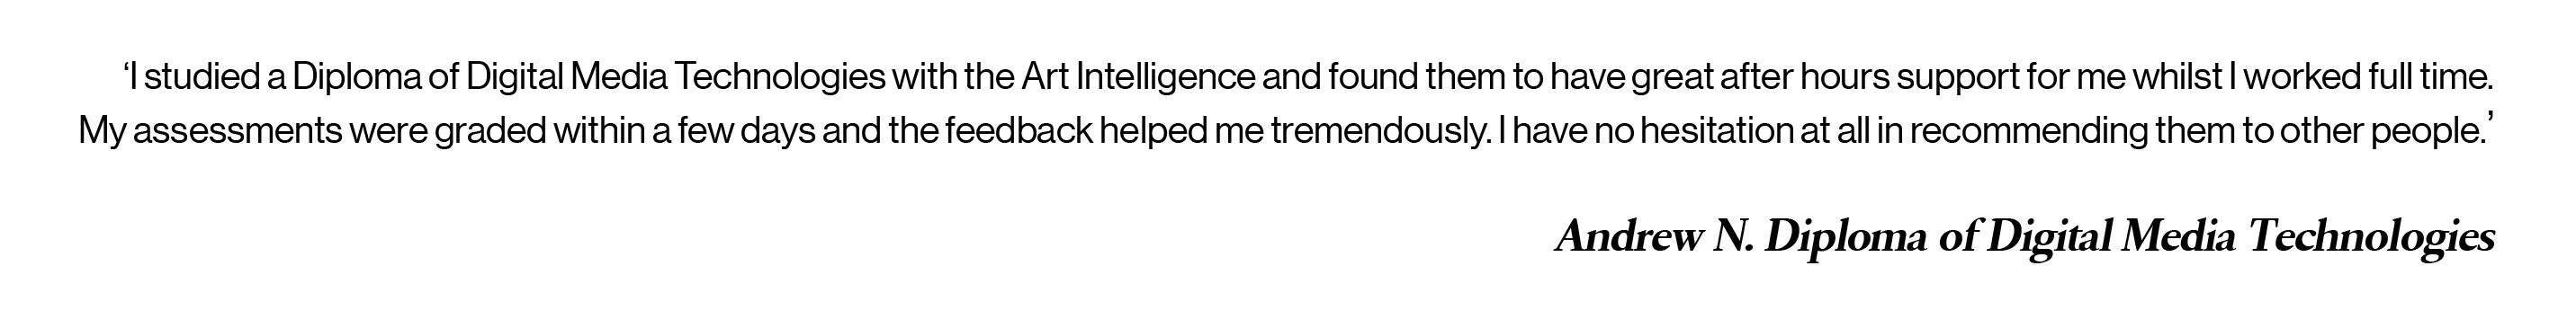 ‘I studied a Diploma of Digital Media Technologies with the Art Intelligence and found them to have great after hours support for me whilst I worked full time.
My assessments were graded within a few days and the feedback helped me tremendously. I have no hesitation at all in recommending them to other people.’
Andrew N. Diploma of Digital Media Technologies